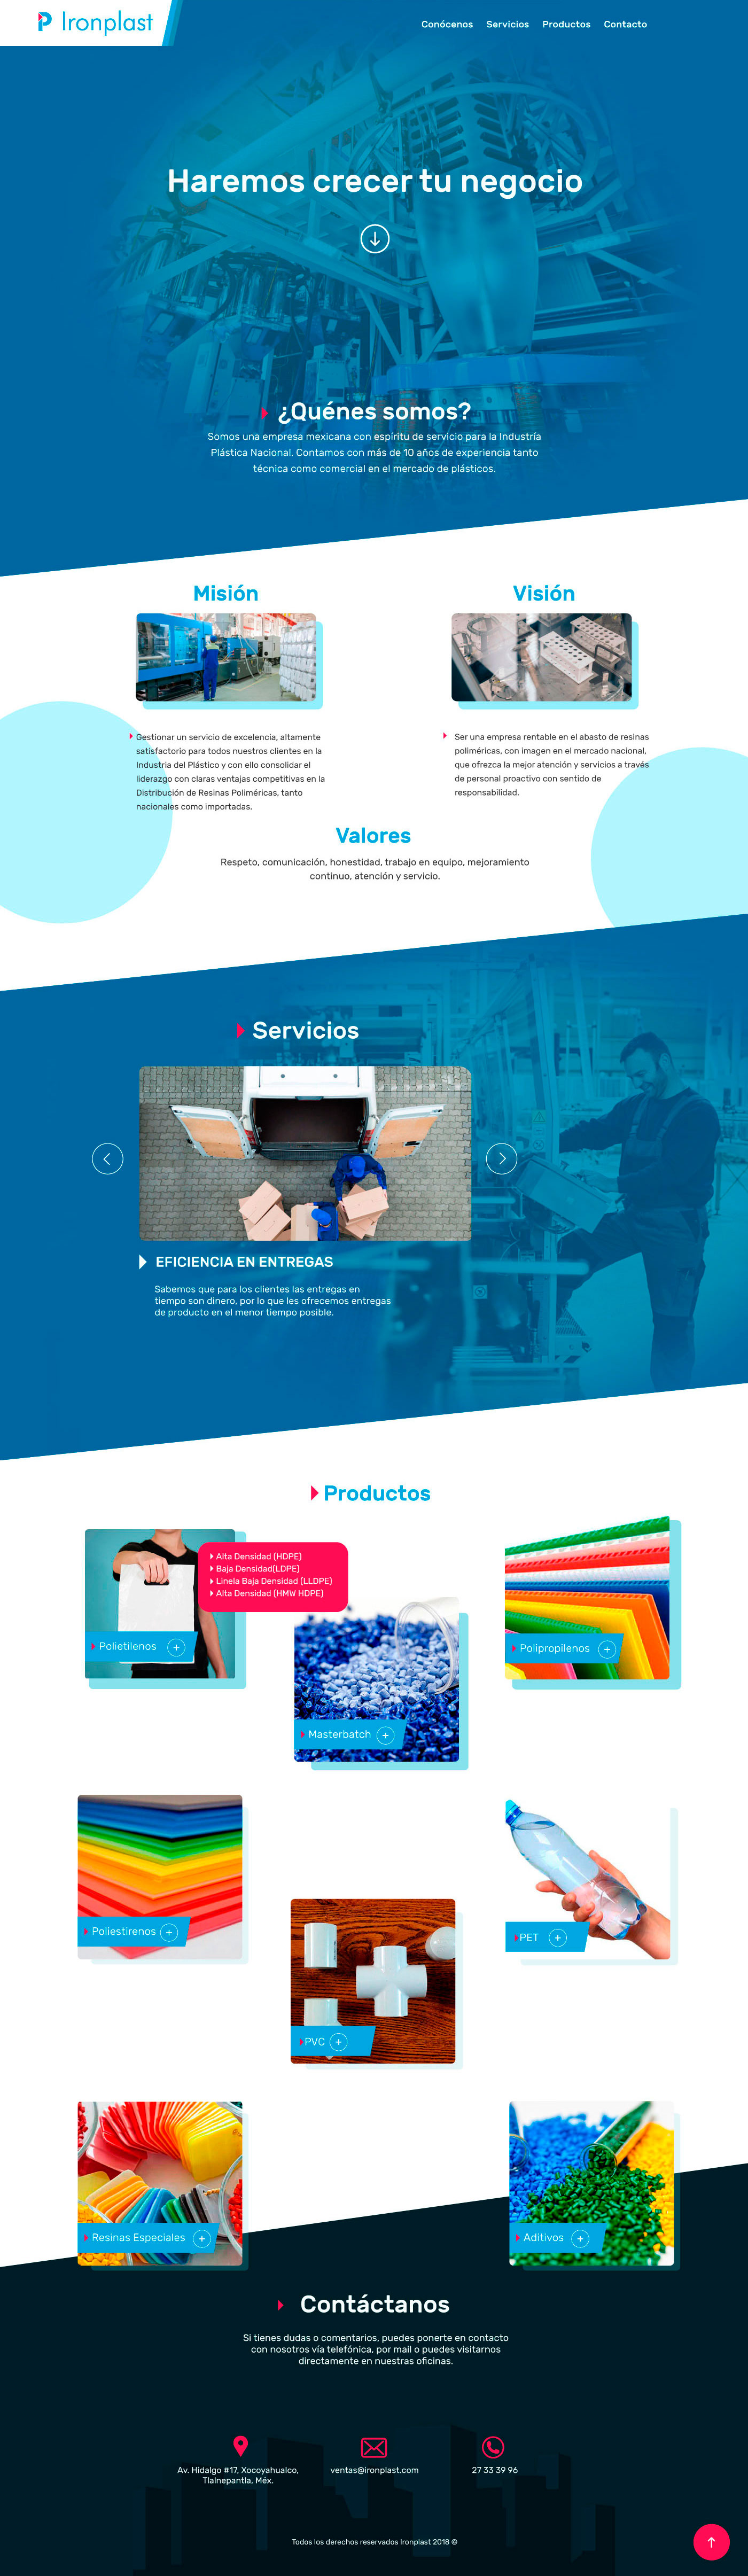 Ironplast
Conócenos Servicios Productos Contacto
Haremos crecer tu negocio
¿Quénes somos?
Somos una empresa mexicana con espíritu de servicio para la Industría
Plástica Nacional. Contamos con más de 10 años de experiencia tanto
técnica como comercial en el mercado de plásticos.
Misión
Gestionar un servicio de excelencia, altamente
satisfactorio para todos nuestros clientes en la
Industria del Plástico y con ello consolidar el
liderazgo con claras ventajas competitivas en la
Distribución de Resinas Poliméricas, tanto
nacionales como importadas.
Visión
Ser una empresa rentable en el abasto de resinas
poliméricas, con imagen en el mercado nacional,
que ofrezca la mejor atención y servicios a través
de personal proactivo con sentido de
responsabilidad.
Valores
Respeto, comunicación, honestidad, trabajo en equipo, mejoramiento
continuo, atención y servicio.
Servicios
EFICIENCIA EN ENTREGAS
Sabemos que para los clientes las entregas en
tiempo son dinero, por lo que les ofrecemos entregas
de producto en el menor tiempo posible.
Productos
Alta Densidad (HDPE)
Baja Densidad(LDPE)
Linela Baja Densidad (LLDPE)
Alta Densidad (HMW HDPE)
Polietilenos
Polipropilenos
Masterbatch
Poliestirenos
PET
PVC
Resinas Especiales
Aditivos
Contáctanos
Si tienes dudas o comentarios, puedes ponerte en contacto
con nosotros vía telefónica, por mail o puedes visitarnos
directamente en nuestras oficinas.
Av. Hidalgo #17, Xocoyahualco,
Tlalnepantla, Méx.
ventas@ironplast.com
27 33 39 96
Todos los derechos reservados Ironplast 2018 ©